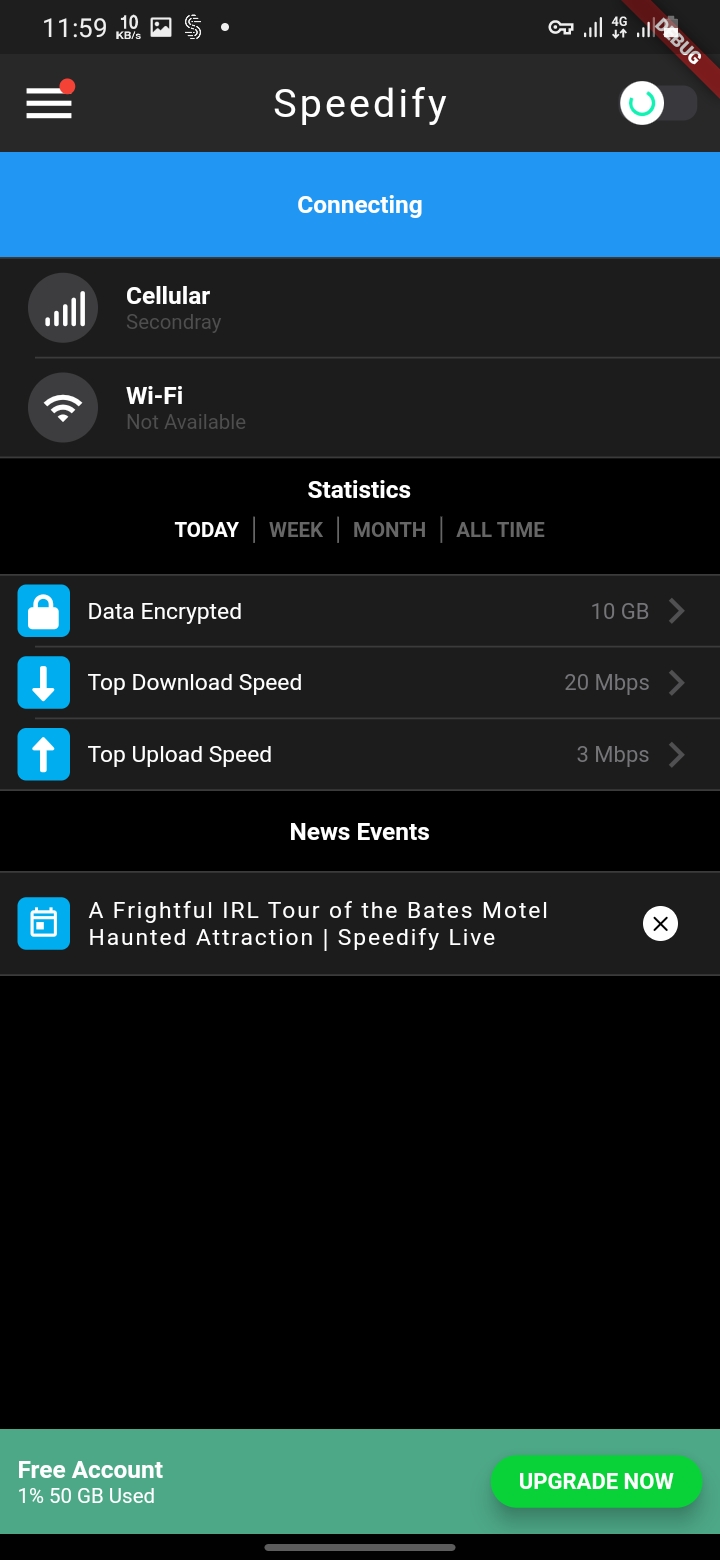 11:59 10 KB/s 4G
DEBUG
Speedify
Connecting
Cellular
Secondray
Wi-Fi
Not Available
Statistics
TODAY | WEEK | MONTH | ALL TIME
Data Encrypted 10 GB
Top Download Speed 20 Mbps
Top Upload Speed 3 Mbps
News Events
A Frightful IRL Tour of the Bates Motel
Haunted Attraction | Speedify Live
Free Account
1% 50 GB Used
UPGRADE NOW